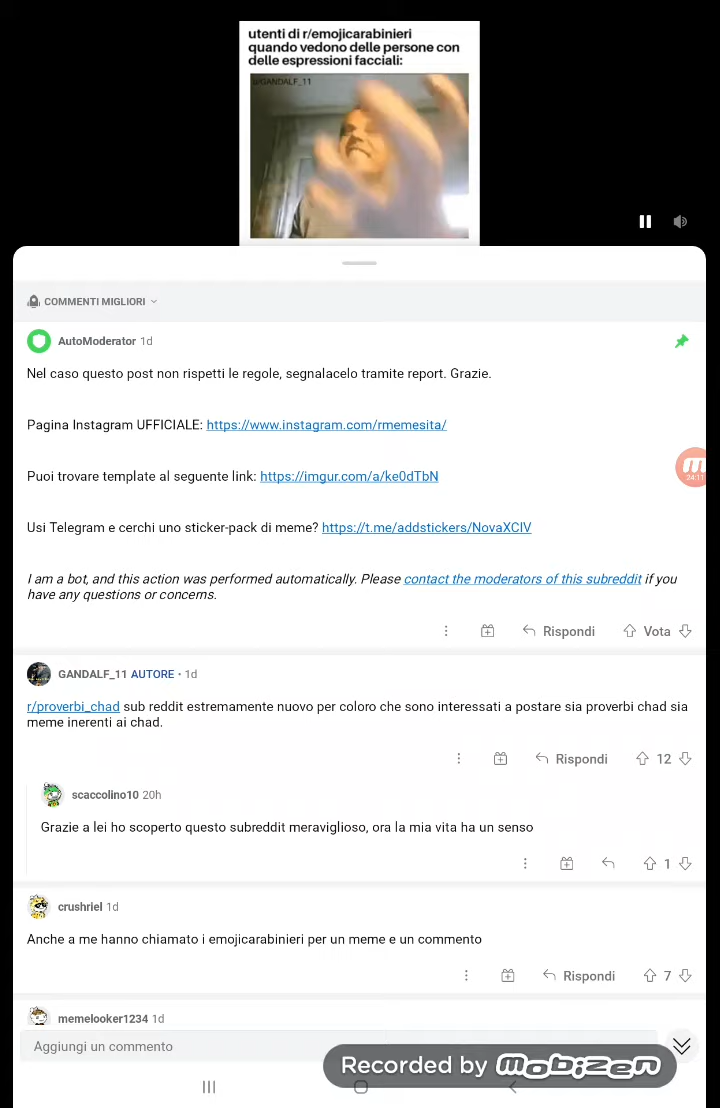 utenti di r/emojicarabinieri
quando vedono delle persone con
delle espressioni facciali:
@GANDALF_11
COMMENTI MIGLIORI
AutoModerator 1d
Nel caso questo post non rispetti le regole, segnalacelo tramite report. Grazie.
Pagina Instagram UFFICIALE: https://www.instagram.com/rmemesita/
Puoi trovare template al seguente link: https://imgur.com/a/ke0dTbN
24:11
Usi Telegram e cerchi uno sticker-pack di meme? https://t.me/addstickers/NovaXCIV
I am a bot, and this action was performed automatically. Please contact the moderators of this subreddit if you
have any questions or concerns.
Rispondi Vota
GANDALF_11 AUTORE • 1d
r/proverbi_chad sub reddit estremamente nuovo per coloro che sono interessati a postare sia proverbi chad sia
meme inerenti ai chad.
Rispondi 12
scaccolino10 20h
Grazie a lei ho scoperto questo subreddit meraviglioso, ora la mia vita ha un senso
1
crushriel 1d
Anche a me hanno chiamato i emojicarabinieri per un meme e un commento
Rispondi 7
memelooker1234 1d
Aggiungi un commento
Recorded by mobizen